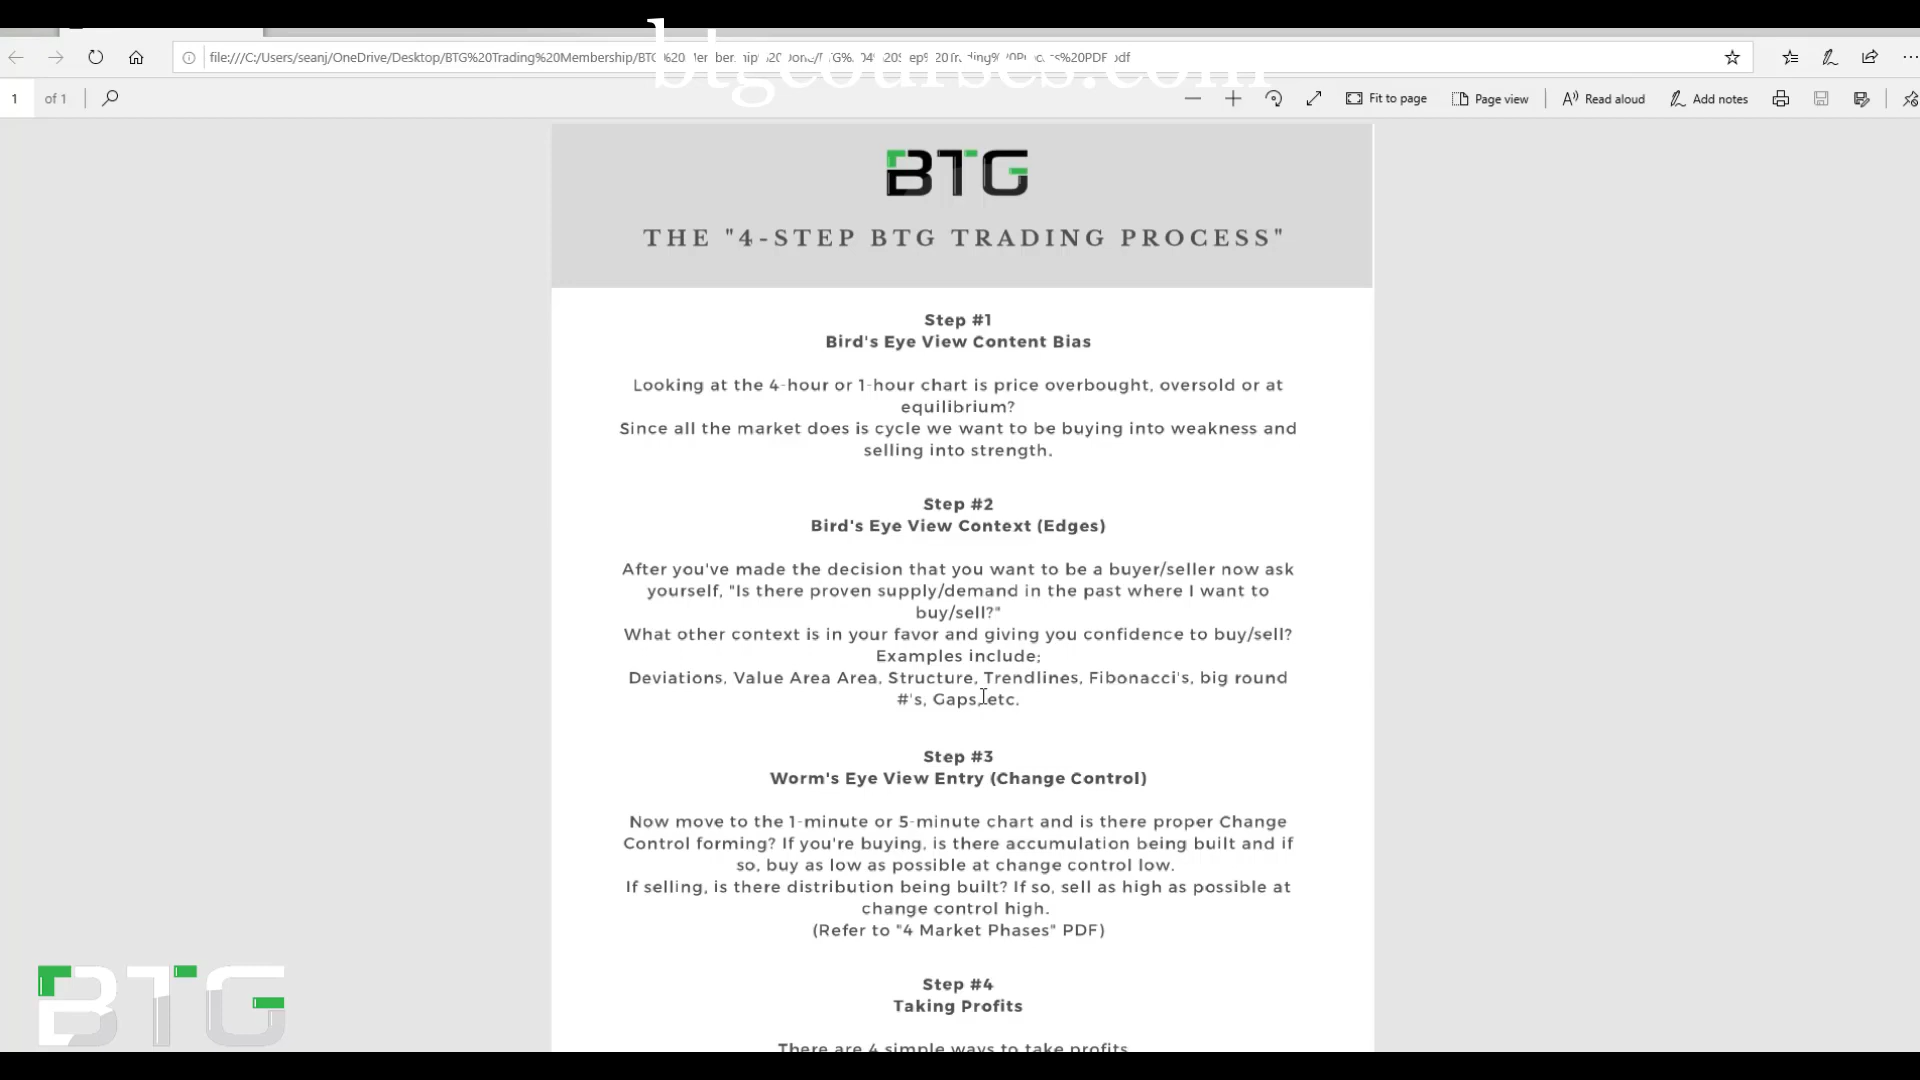 btgcourses.com
1 of 1
Fit to page
Page view
Read aloud
Add notes
BTG
THE "4-STEP BTG TRADING PROCESS"
Step #1
Bird's Eye View Content Bias
Looking at the 4-hour or 1-hour chart is price overbought, oversold or at
equilibrium?
Since all the market does is cycle we want to be buying into weakness and
selling into strength.
Step #2
Bird's Eye View Context (Edges)
After you've made the decision that you want to be a buyer/seller now ask
yourself, "Is there proven supply/demand in the past where I want to
buy/sell?"
What other context is in your favor and giving you confidence to buy/sell?
Examples include;
Deviations, Value Area Area, Structure, Trendlines, Fibonacci's, big round
#'s, Gaps, etc.
Step #3
Worm's Eye View Entry (Change Control)
Now move to the 1-minute or 5-minute chart and is there proper Change
Control forming? If you're buying, is there accumulation being built and if
so, buy as low as possible at change control low.
If selling, is there distribution being built? If so, sell as high as possible at
change control high.
(Refer to "4 Market Phases" PDF)
Step #4
Taking Profits
There are 4 simple ways to take profits
BTG